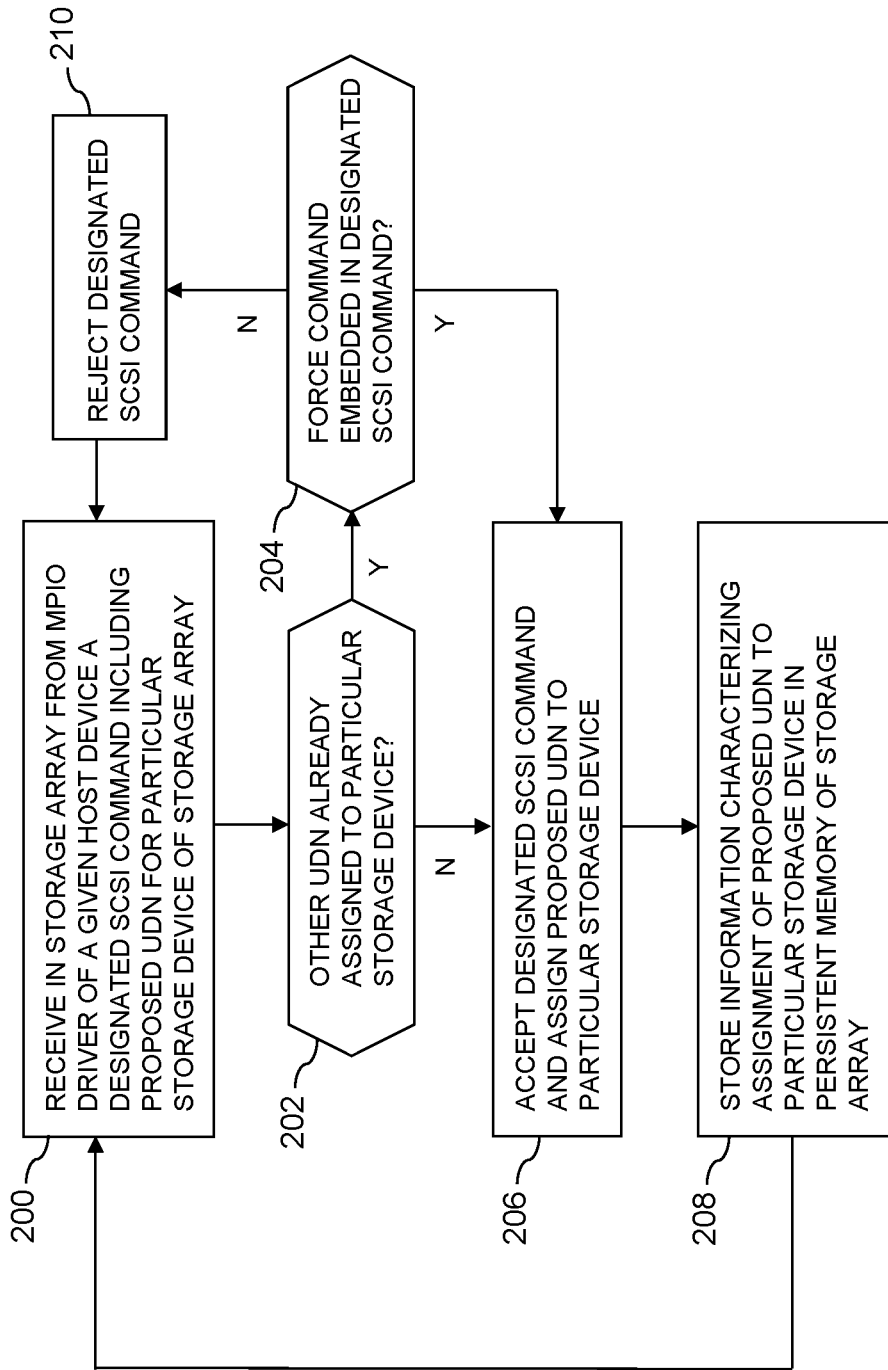 200
RECEIVE IN STORAGE ARRAY FROM MPIO
DRIVER OF A GIVEN HOST DEVICE A
DESIGNATED SCSI COMMAND INCLUDING
PROPOSED UDN FOR PARTICULAR
STORAGE DEVICE OF STORAGE ARRAY
210
REJECT DESIGNATED
SCSI COMMAND
202
OTHER UDN ALREADY
ASSIGNED TO PARTICULAR
STORAGE DEVICE?
Y
N
204
FORCE COMMAND
EMBEDDED IN DESIGNATED
SCSI COMMAND?
N
Y
206
ACCEPT DESIGNATED SCSI COMMAND
AND ASSIGN PROPOSED UDN TO
PARTICULAR STORAGE DEVICE
208
STORE INFORMATION CHARACTERIZING
ASSIGNMENT OF PROPOSED UDN TO
PARTICULAR STORAGE DEVICE IN
PERSISTENT MEMORY OF STORAGE
ARRAY